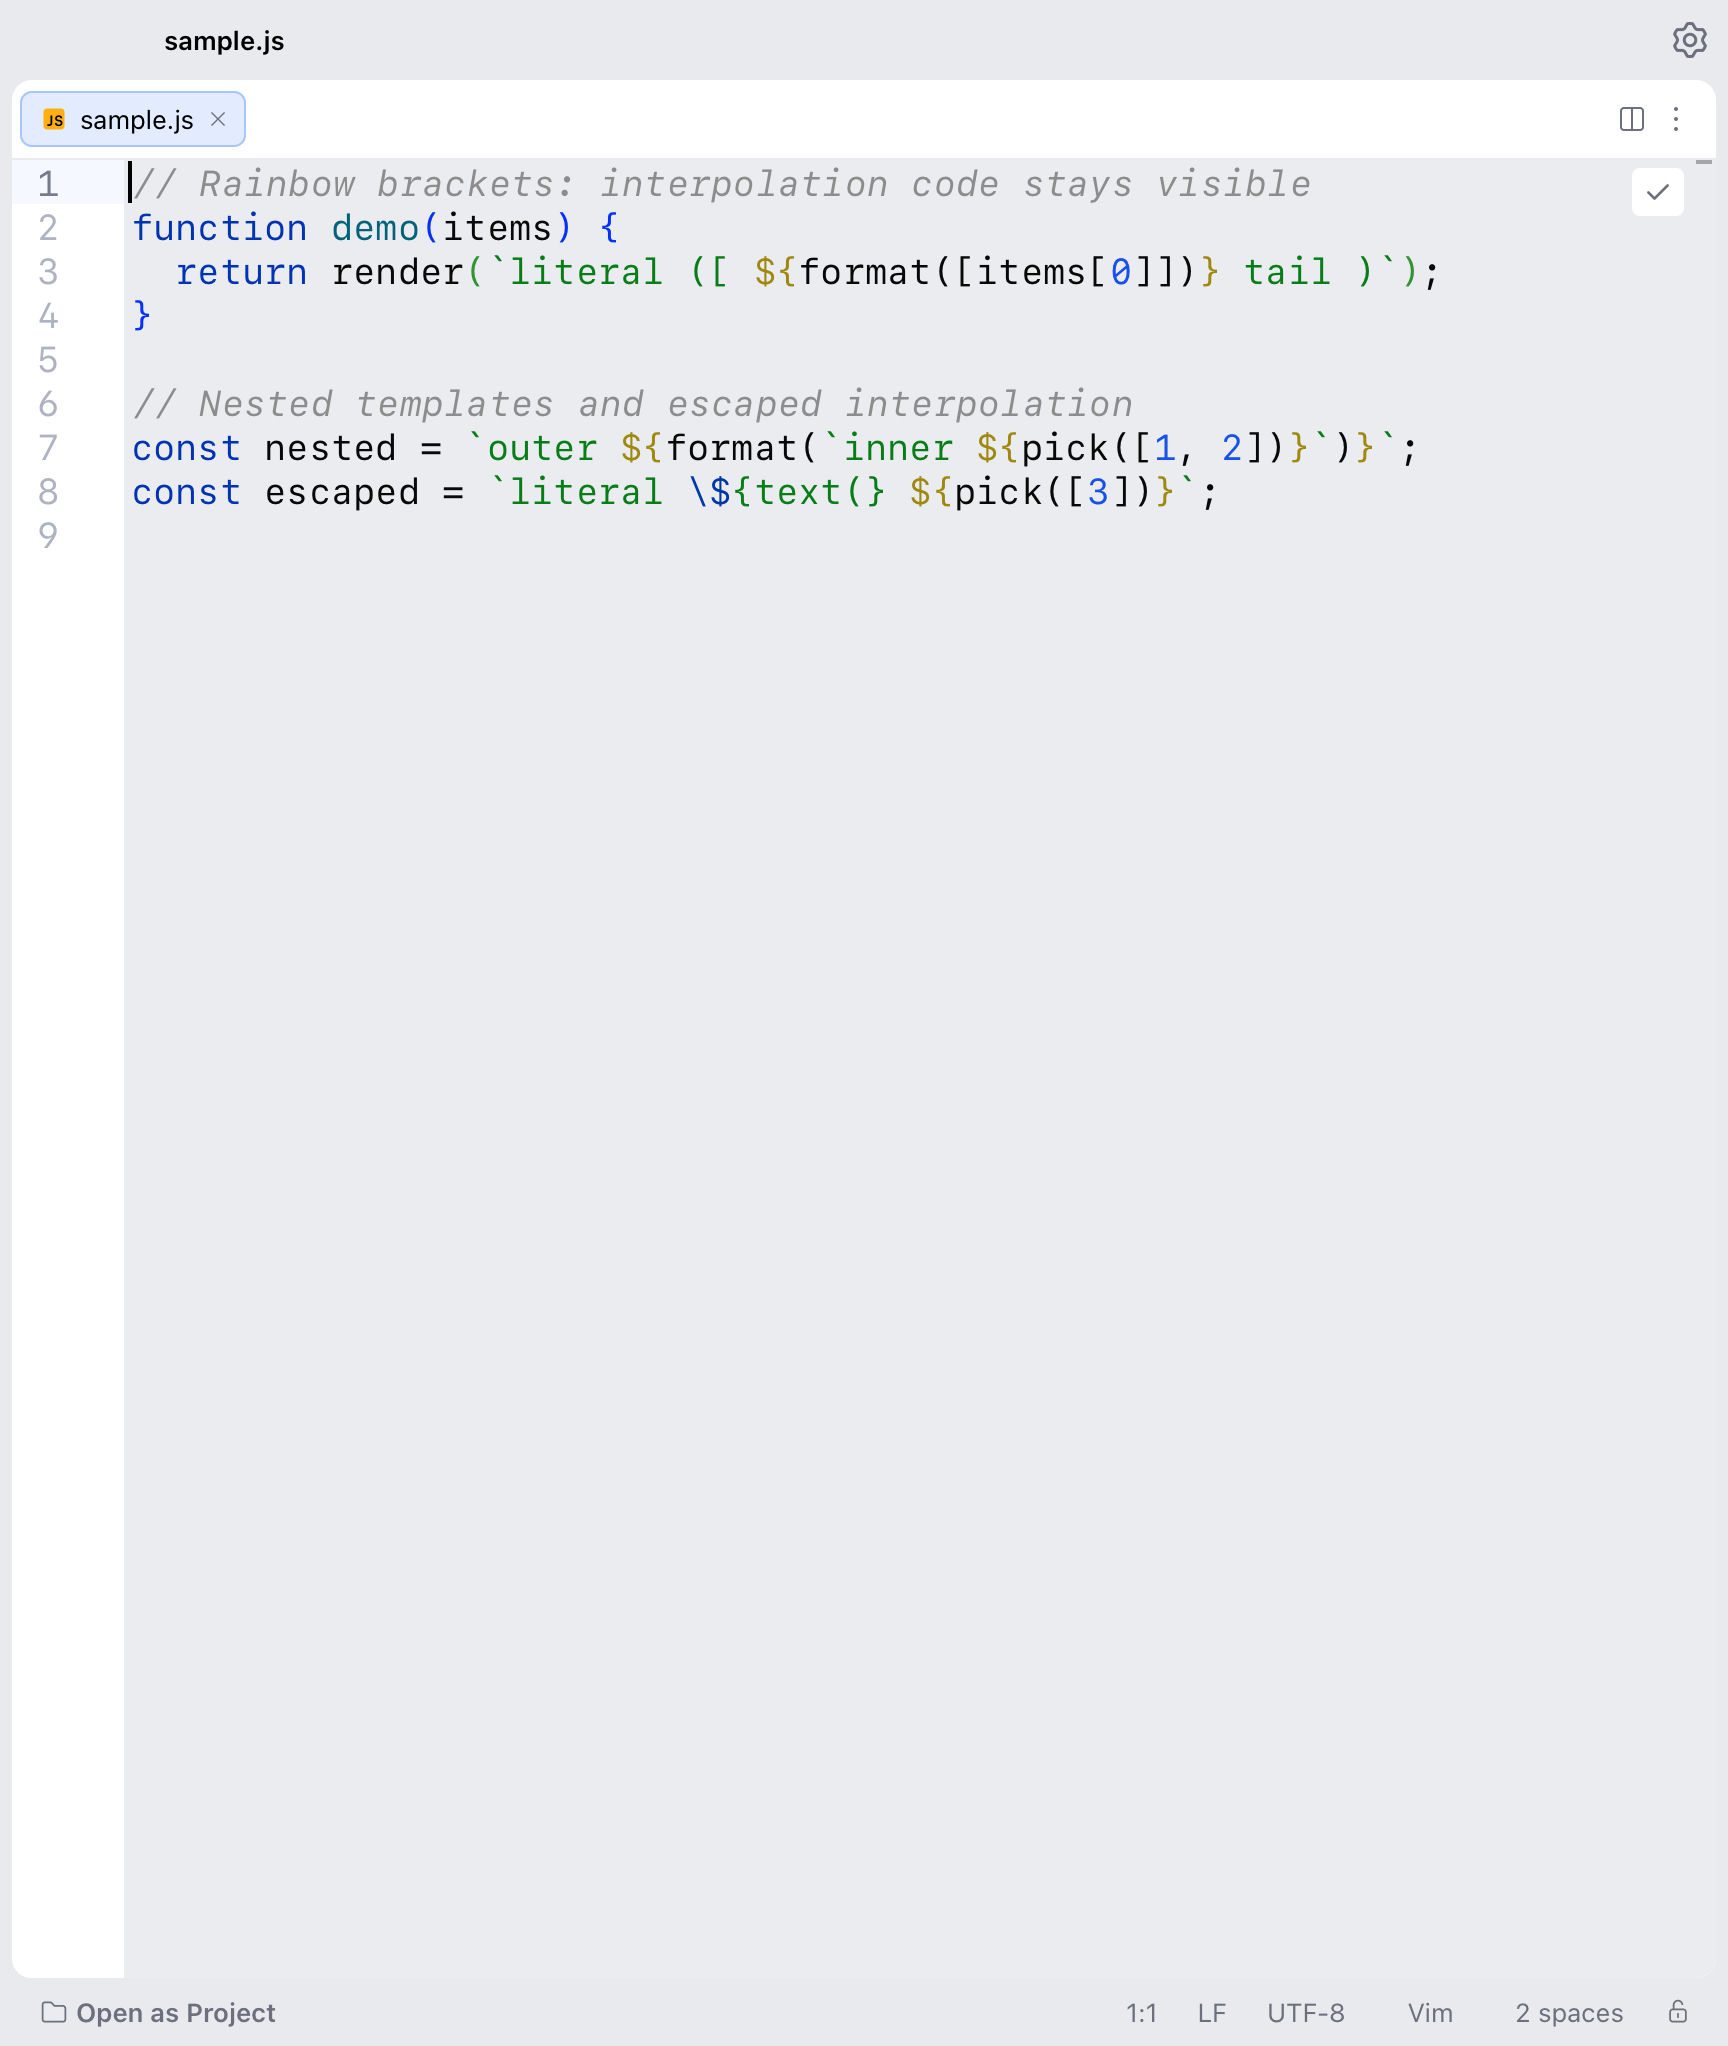 sample.js
JS sample.js
1 // Rainbow brackets: interpolation code stays visible
2 function demo(items) {
3   return render(`literal ([ ${format([items[0]])} tail )`);
4 }
5
6 // Nested templates and escaped interpolation
7 const nested = `outer ${format(`inner ${pick([1, 2])}`)}`;
8 const escaped = `literal \${text(} ${pick([3])}`;
9
Open as Project 1:1 LF UTF-8 Vim 2 spaces